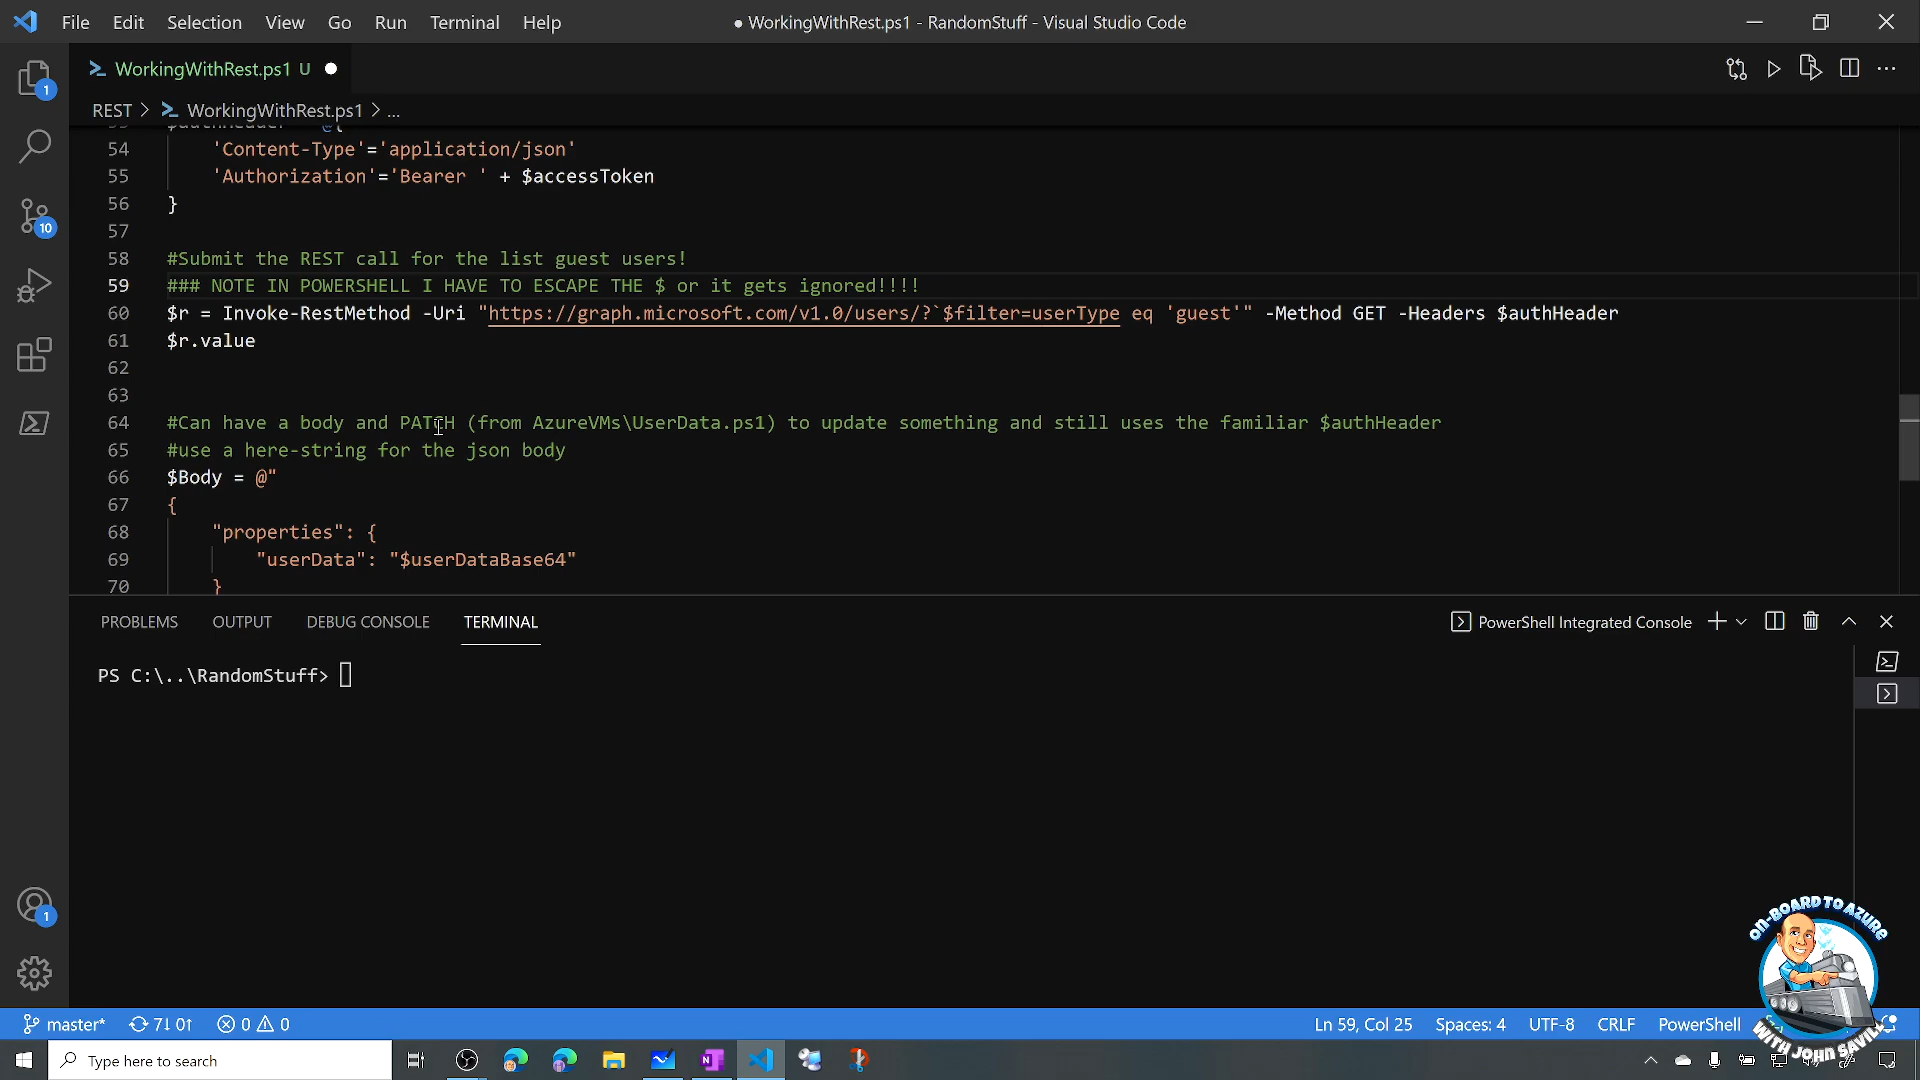 File Edit Selection View Go Run Terminal Help
● WorkingWithRest.ps1 - RandomStuff - Visual Studio Code
WorkingWithRest.ps1 U
REST > WorkingWithRest.ps1 > ...
53 $authHeader = @{
54 'Content-Type'='application/json'
55 'Authorization'='Bearer ' + $accessToken
56 }
57
58 #Submit the REST call for the list guest users!
59 ### NOTE IN POWERSHELL I HAVE TO ESCAPE THE $ or it gets ignored!!!!
60 $r = Invoke-RestMethod -Uri "https://graph.microsoft.com/v1.0/users/?`$filter=userType eq 'guest'" -Method GET -Headers $authHeader
61 $r.value
62
63
64 #Can have a body and PATCH (from AzureVMs\UserData.ps1) to update something and still uses the familiar $authHeader
65 #use a here-string for the json body
66 $Body = @"
67 {
68 "properties": {
69 "userData": "$userDataBase64"
70 }
1
10
1
PROBLEMS OUTPUT DEBUG CONSOLE TERMINAL
PowerShell Integrated Console
PS C:\..\RandomStuff>
ON-BOARD TO AZURE
WITH JOHN SAVILL
master* 7↓ 0↑ 0 0
Ln 59, Col 25 Spaces: 4 UTF-8 CRLF PowerShell
Type here to search